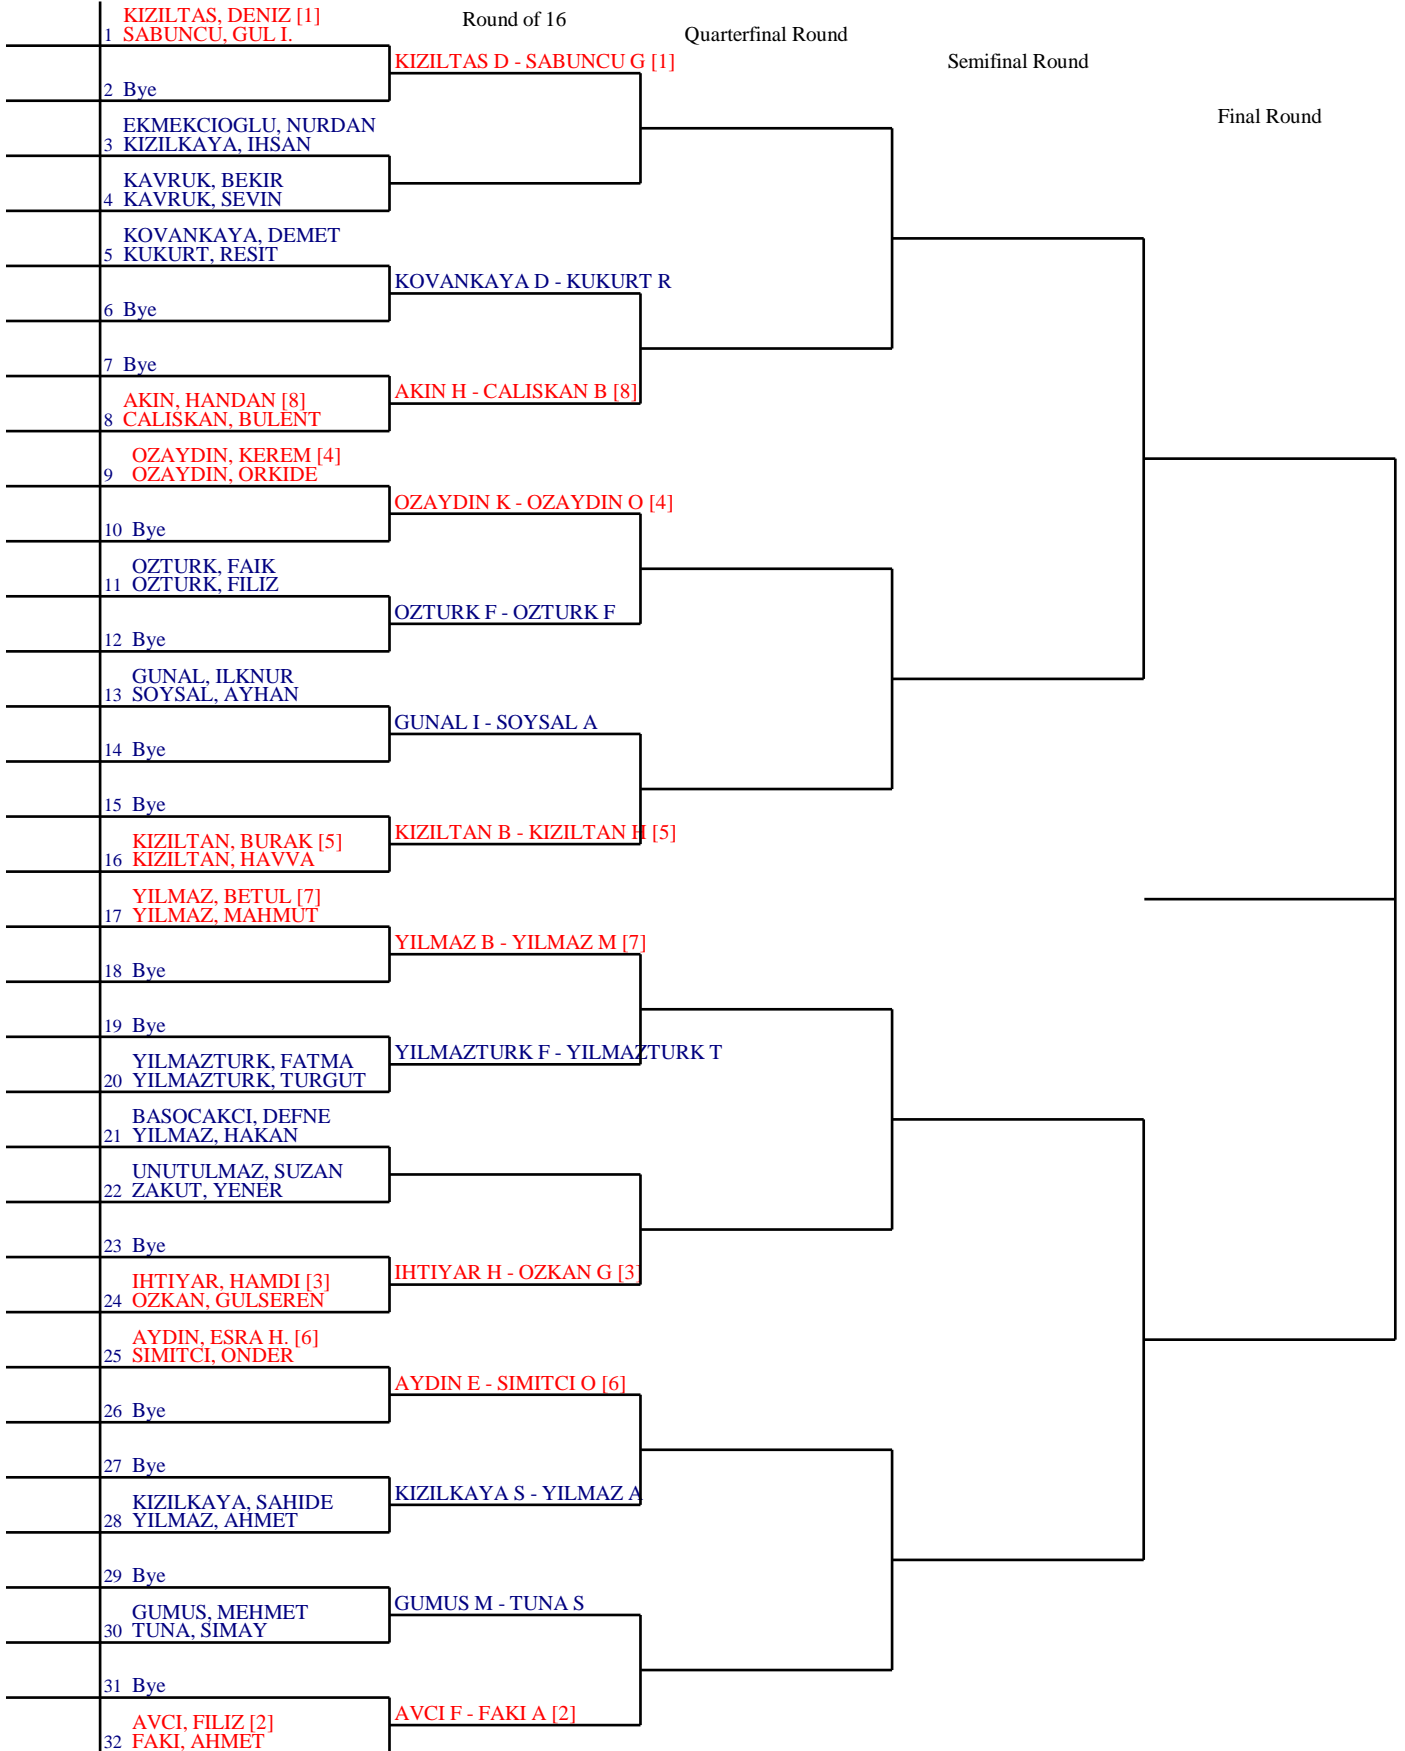 Round of 16
Quarterfinal Round
Semifinal Round
Final Round
KIZILTAS, DENIZ [1]
1 SABUNCU, GUL I.
KIZILTAS D - SABUNCU G [1]
2 Bye
EKMEKCIOGLU, NURDAN
3 KIZILKAYA, IHSAN
KAVRUK, BEKIR
4 KAVRUK, SEVIN
KOVANKAYA, DEMET
5 KUKURT, RESIT
KOVANKAYA D - KUKURT R
6 Bye
7 Bye
AKIN H - CALISKAN B [8]
AKIN, HANDAN [8]
8 CALISKAN, BULENT
OZAYDIN, KEREM [4]
9 OZAYDIN, ORKIDE
OZAYDIN K - OZAYDIN O [4]
10 Bye
OZTURK, FAIK
11 OZTURK, FILIZ
OZTURK F - OZTURK F
12 Bye
GUNAL, ILKNUR
13 SOYSAL, AYHAN
GUNAL I - SOYSAL A
14 Bye
15 Bye
KIZILTAN B - KIZILTAN H [5]
KIZILTAN, BURAK [5]
16 KIZILTAN, HAVVA
YILMAZ, BETUL [7]
17 YILMAZ, MAHMUT
YILMAZ B - YILMAZ M [7]
18 Bye
19 Bye
YILMAZTURK F - YILMAZTURK T
YILMAZTURK, FATMA
20 YILMAZTURK, TURGUT
BASOCAKCI, DEFNE
21 YILMAZ, HAKAN
UNUTULMAZ, SUZAN
22 ZAKUT, YENER
23 Bye
IHTIYAR H - OZKAN G [3]
IHTIYAR, HAMDI [3]
24 OZKAN, GULSEREN
AYDIN, ESRA H. [6]
25 SIMITCI, ONDER
AYDIN E - SIMITCI O [6]
26 Bye
27 Bye
KIZILKAYA S - YILMAZ A
KIZILKAYA, SAHIDE
28 YILMAZ, AHMET
29 Bye
GUMUS M - TUNA S
GUMUS, MEHMET
30 TUNA, SIMAY
31 Bye
AVCI F - FAKI A [2]
AVCI, FILIZ [2]
32 FAKI, AHMET